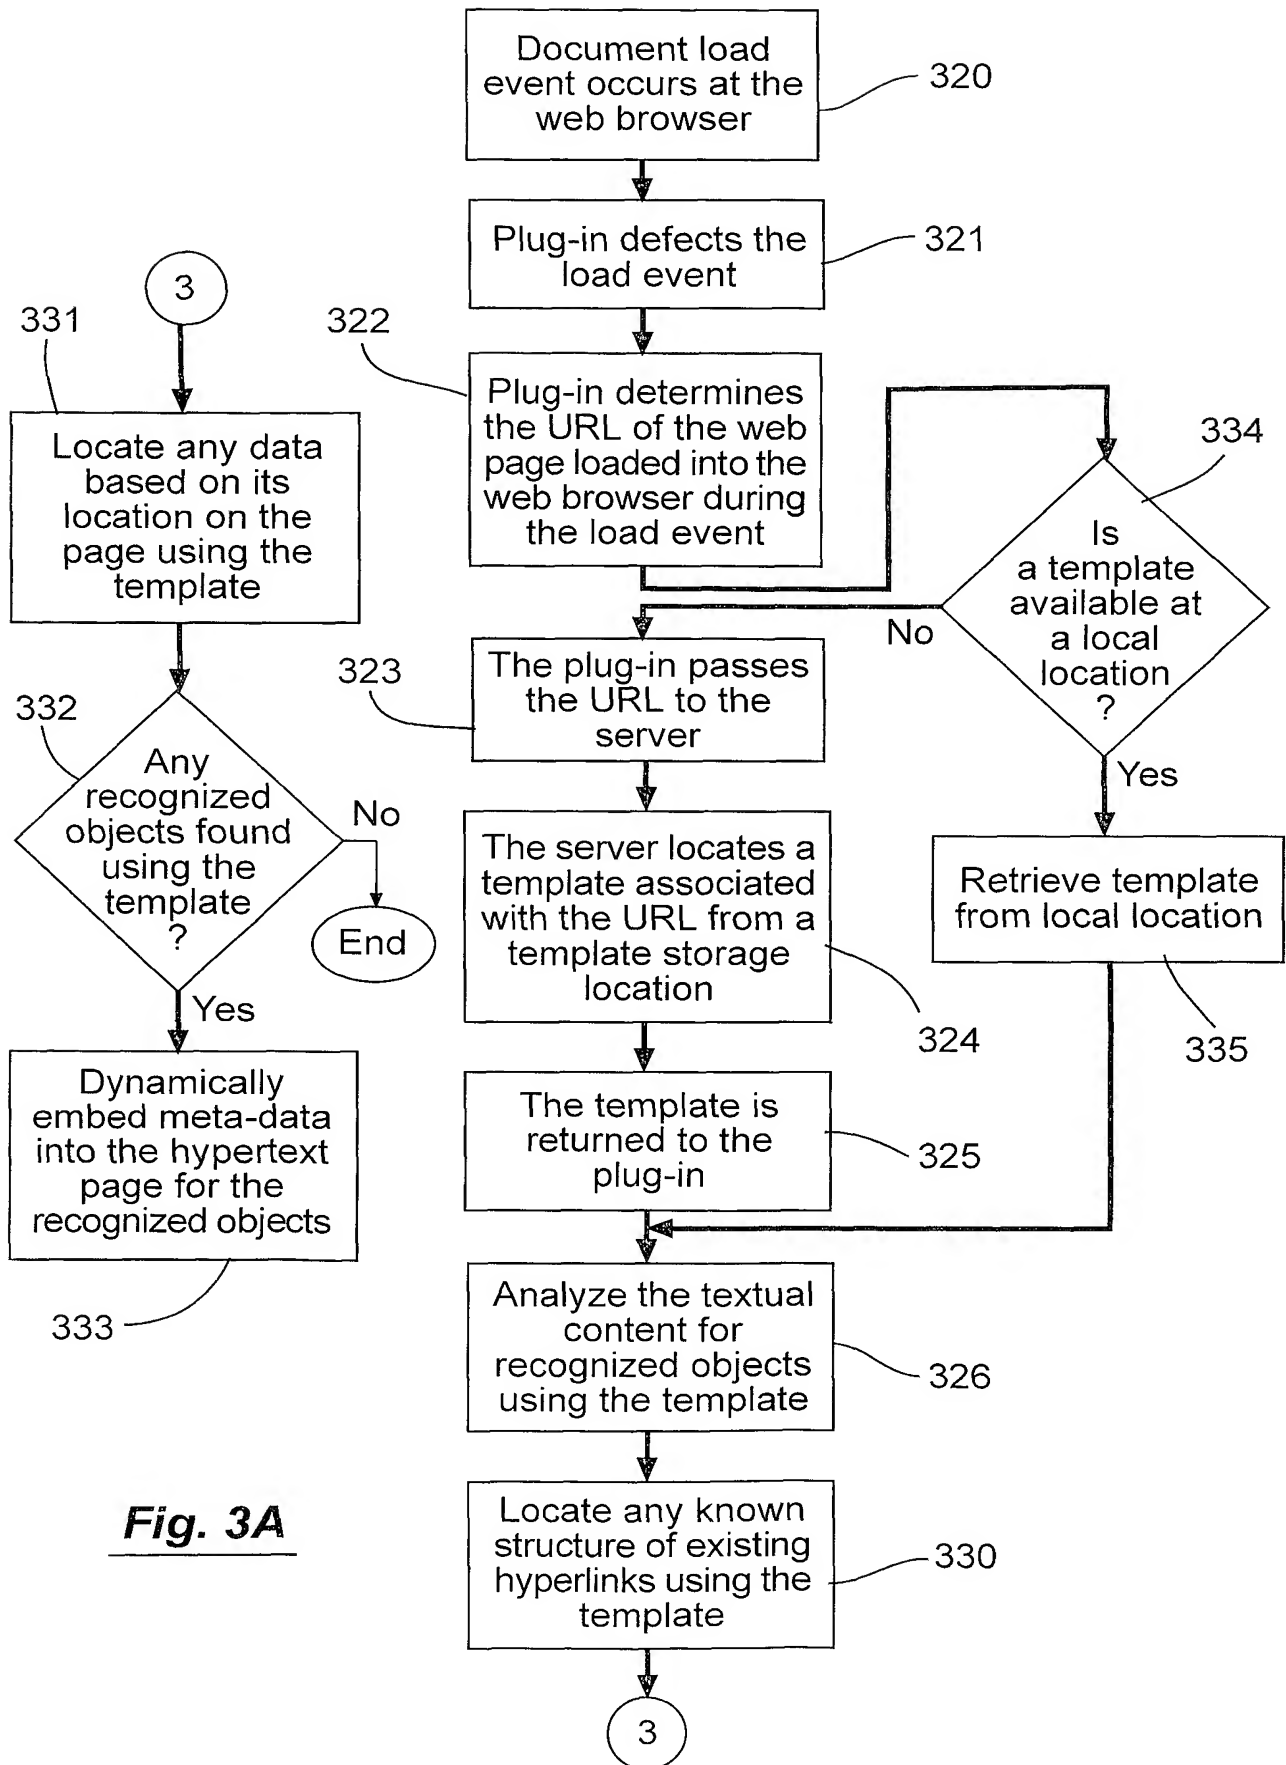 Document load
event occurs at the
web browser
320
Plug-in defects the
load event
321
322
Plug-in determines
the URL of the web
page loaded into the
web browser during
the load event
334
Is
a template
available at
a local
location
?
No
Yes
323
The plug-in passes
the URL to the
server
The server locates a
template associated
with the URL from a
template storage
location
324
Retrieve template
from local location
335
The template is
returned to the
plug-in
325
Analyze the textual
content for
recognized objects
using the template
326
Locate any known
structure of existing
hyperlinks using the
template
330
3
3
331
Locate any data
based on its
location on the
page using the
template
332
Any
recognized
objects found
using the
template
?
No
End
Yes
Dynamically
embed meta-data
into the hypertext
page for the
recognized objects
333
Fig. 3A